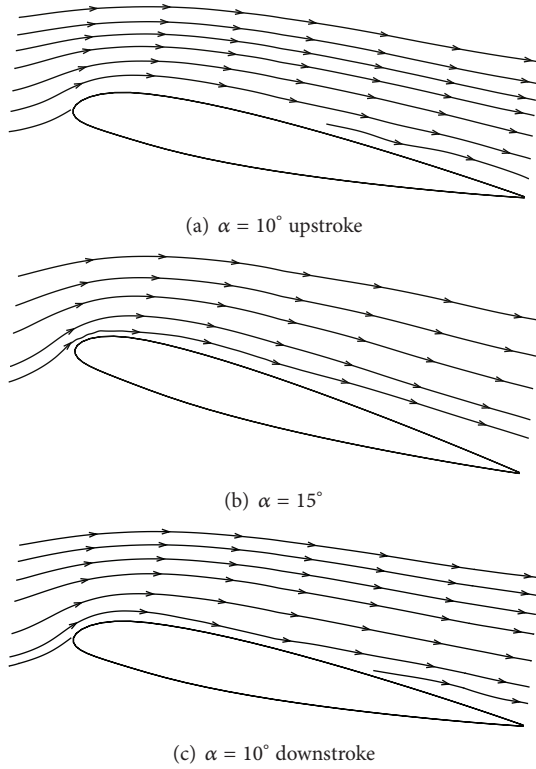 (a) α = 10° upstroke
(b) α = 15°
(c) α = 10° downstroke